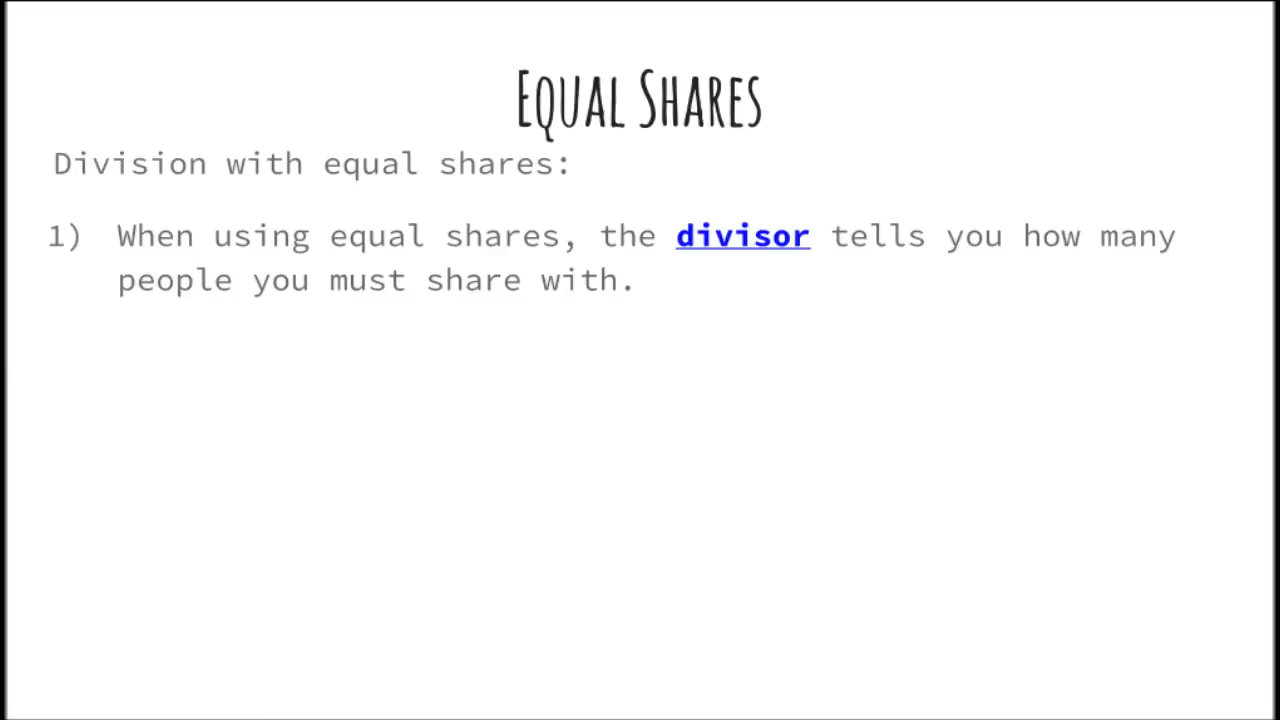 Equal Shares
Division with equal shares:
1) When using equal shares, the divisor tells you how many
people you must share with.